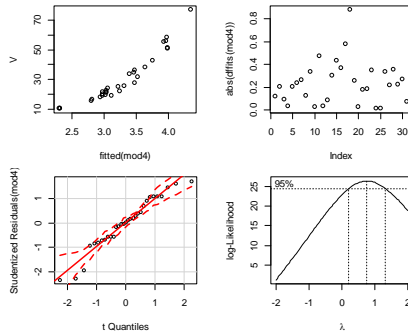 V
70
50
30
10
2.5 3.0 3.5 4.0
fitted(mod4)
abs(dffits(mod4))
0.8
0.6
0.4
0.2
0.0
0 5 10 15 20 25 30
Index
Studentized Residuals(mod4)
1
0
-1
-2
-2 -1 0 1 2
t Quantiles
log-Likelihood
95%
25
20
15
10
5
-2 -1 0 1 2
λ